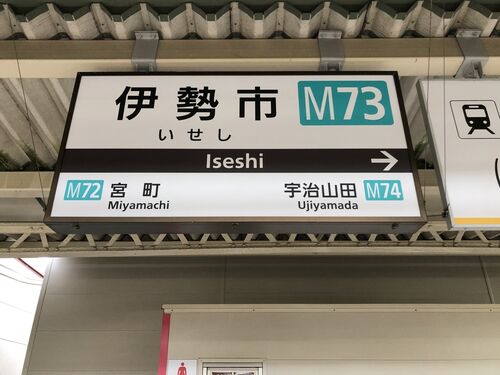 伊勢市 M73
いせし
Iseshi
M72 宮町 宇治山田 M74
Miyamachi Ujiyamada